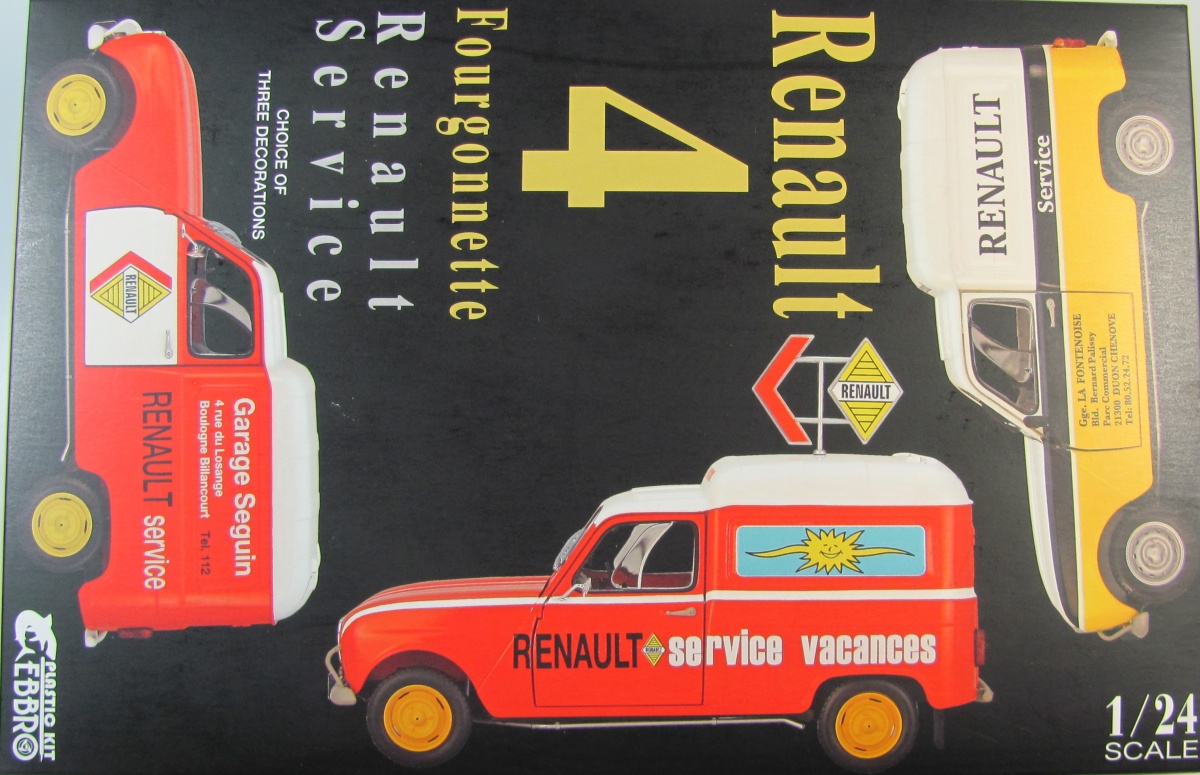 Renault
4
Fourgonnette
Renault
Service
CHOICE OF
THREE DECORATIONS
RENAULT
RENAULT
Service
Gge. LA FONTENOISE
Bld. Bernard Palissy
Parc Commercial
21300 DIJON CHENOVE
Tel: 80.52.24.72
RENAULT
Garage Seguin
4 rue du Losange
Boulogne Billancourt Tel. 112
RENAULT service
RENAULT RENAULT service vacances
PLASTIC KIT
EBBRO
1/24
SCALE